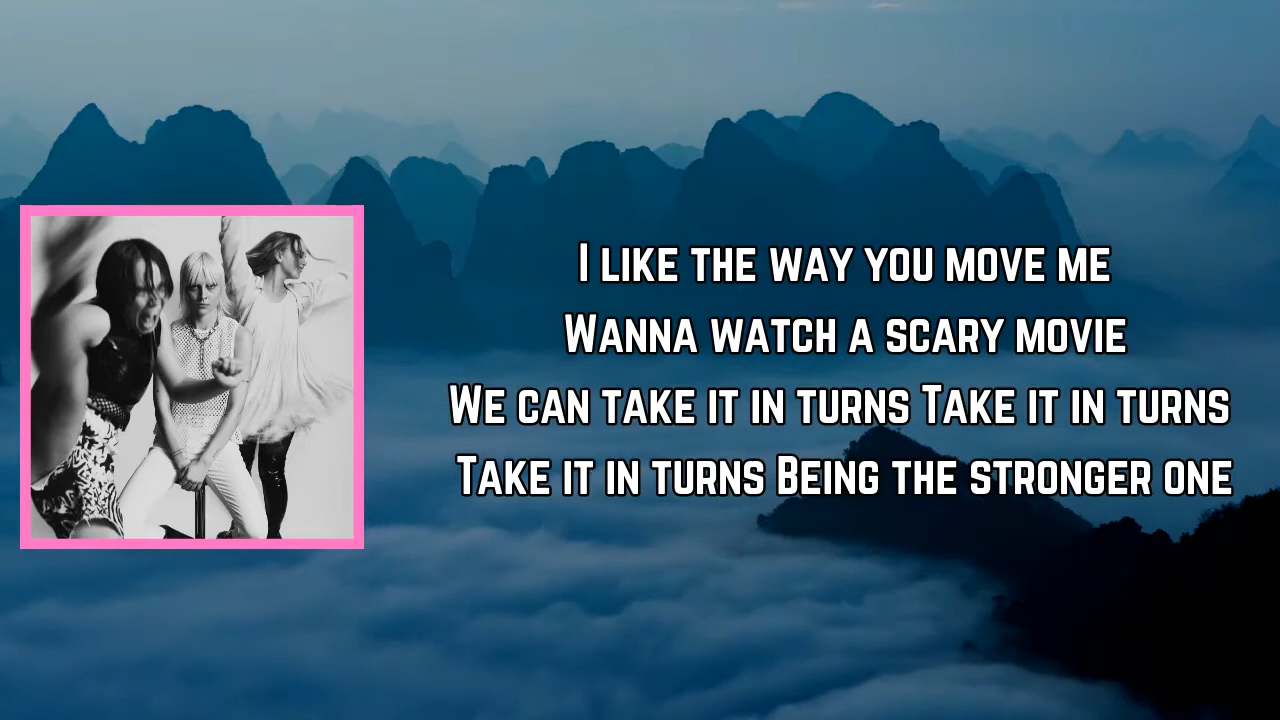 I like the way you move me
Wanna watch a scary movie
We can take it in turns Take it in turns
Take it in turns Being the stronger one